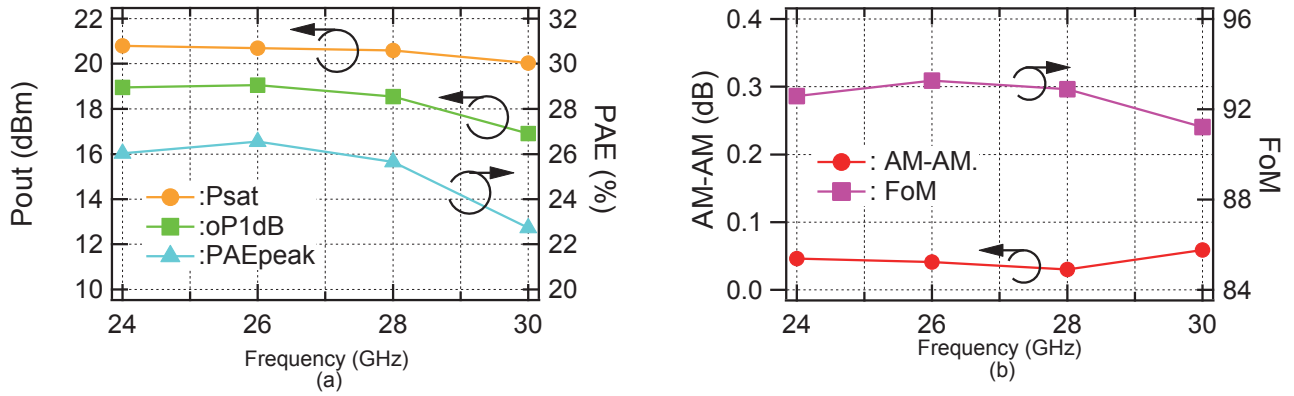 22
20
18
16
14
12
10
Pout (dBm)
32
30
28
26
24
22
20
PAE (%)
:Psat
:oP1dB
:PAEpeak
24
26
28
30
Frequency (GHz)
(a)
0.4
0.3
0.2
0.1
0.0
AM-AM (dB)
96
92
88
84
FoM
: AM-AM.
: FoM
24
26
28
30
Frequency (GHz)
(b)